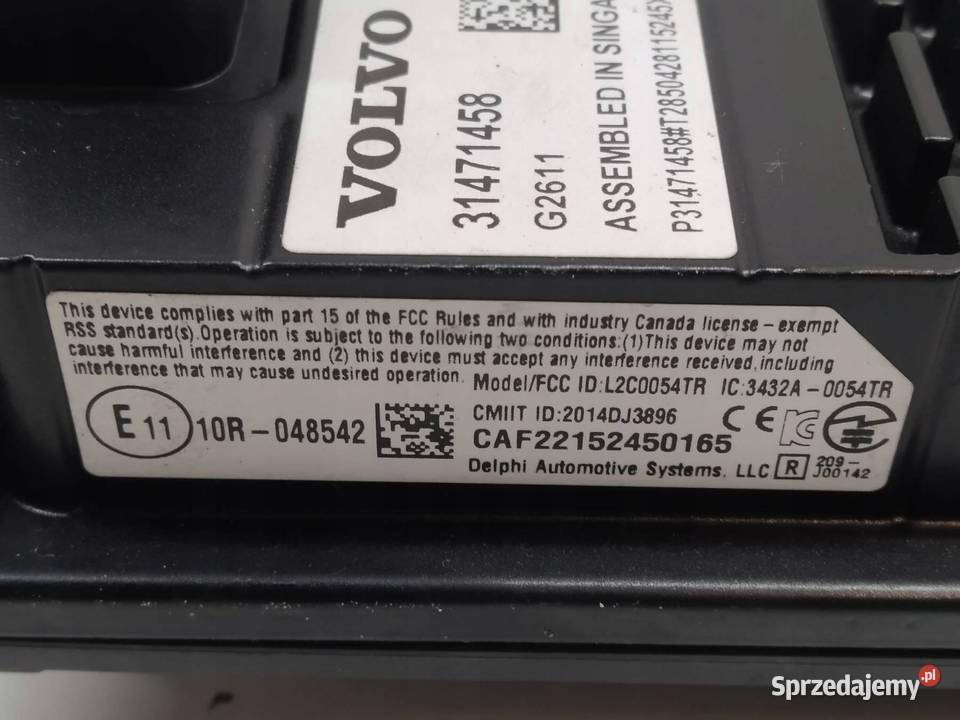 VOLVO
31471458
G2611
ASSEMBLED IN
P31471458#T2850428115245
This device complies with part 15 of the FCC Rules and with industry Canada license - exempt
RSS standard(s).Operation is subject to the following two conditions:(1)This device may not
cause harmful interference and (2) this device must accept any interference received,including
interference that may cause undesired operation. Model/FCC ID:L2C0054TR IC:3432A-0054TR
E 11 10R-048542
CMIIT ID:2014DJ3896 CE
CAF22152450165
Delphi Automotive Systems, LLC R 209-
J00142
Sprzedajemy.pl